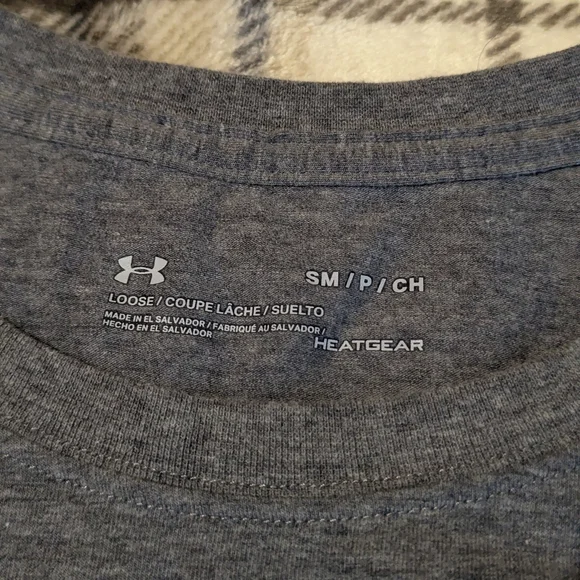 SM / P / CH
LOOSE / COUPE LÂCHE / SUELTO
MADE IN EL SALVADOR / FABRIQUÉ AU SALVADOR /
HECHO EN EL SALVADOR
HEATGEAR